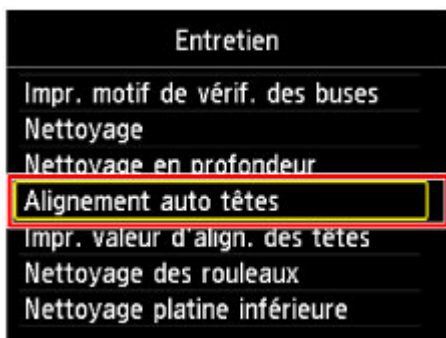 Entretien
Impr. motif de vérif. des buses
Nettoyage
Nettoyage en profondeur
Alignement auto têtes
Impr. valeur d'align. des têtes
Nettoyage des rouleaux
Nettoyage platine inférieure